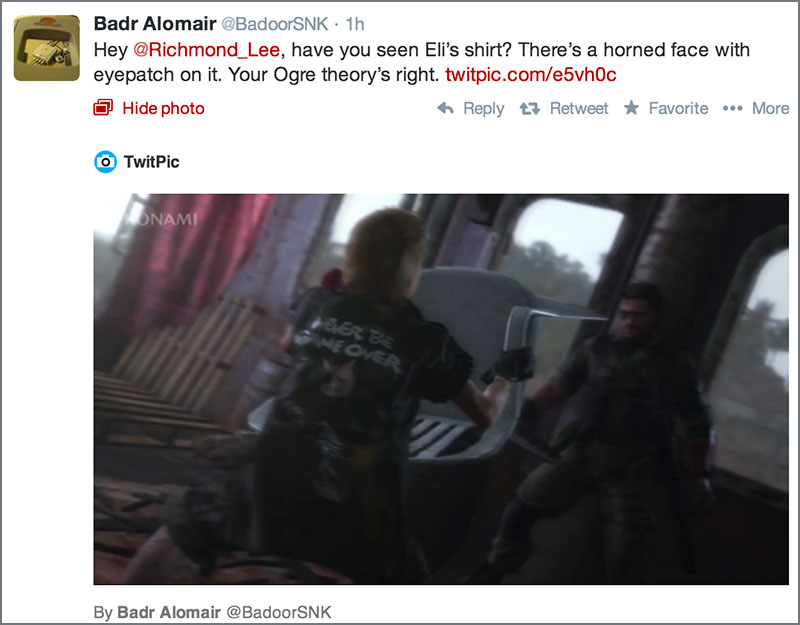 Badr Alomair @BadoorSNK · 1h
Hey @Richmond_Lee, have you seen Eli's shirt? There's a horned face with
eyepatch on it. Your Ogre theory's right. twitpic.com/e5vh0c
Hide photo Reply Retweet Favorite More
TwitPic
KONAMI
NEVER BE
GAME OVER
By Badr Alomair @BadoorSNK